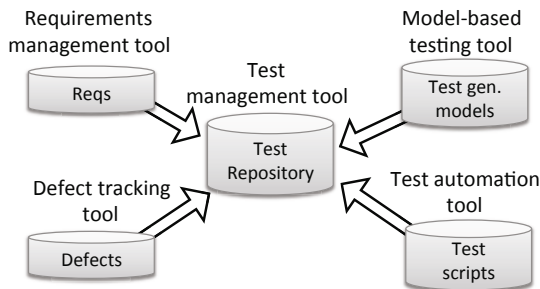 Requirements
management tool
Reqs
Model-based
testing tool
Test gen.
models
Test
management tool
Test
Repository
Defect tracking
tool
Defects
Test automation
tool
Test
scripts